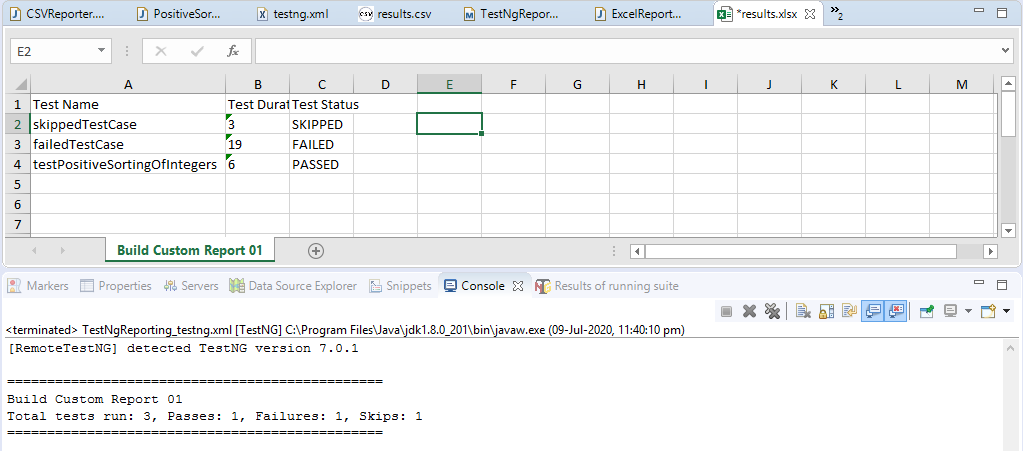 CSVReporter.... PositiveSor... testng.xml results.csv TestNgRepor... ExcelReport... *results.xlsx »2
E2 fx
A B C D E F G H I J K L M
1 Test Name Test Durat Test Status
2 skippedTestCase 3 SKIPPED
3 failedTestCase 19 FAILED
4 testPositiveSortingOfIntegers 6 PASSED
5
6
7
Build Custom Report 01
Markers Properties Servers Data Source Explorer Snippets Console Results of running suite
<terminated> TestNgReporting_testng.xml [TestNG] C:\Program Files\Java\jdk1.8.0_201\bin\javaw.exe (09-Jul-2020, 11:40:10 pm)
[RemoteTestNG] detected TestNG version 7.0.1
===============================================
Build Custom Report 01
Total tests run: 3, Passes: 1, Failures: 1, Skips: 1
===============================================